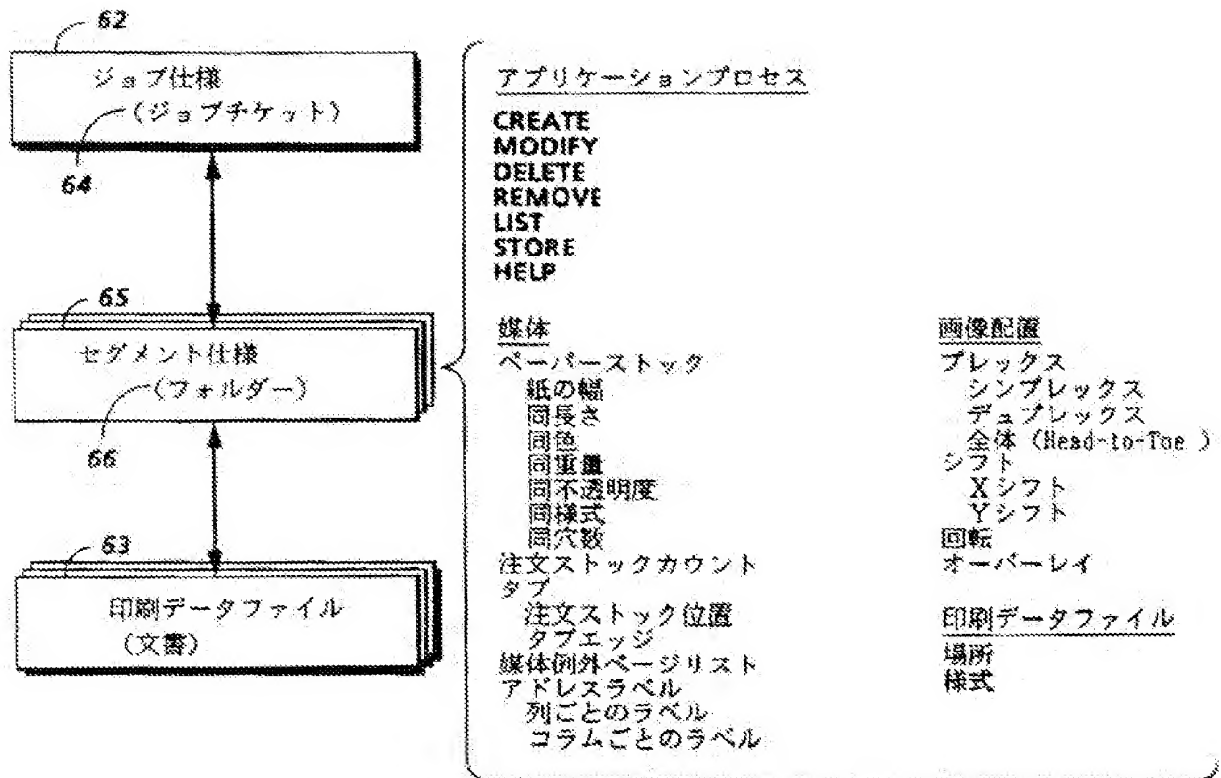 62
ジョブ仕様
(ジョブチケット)
64
65
セグメント仕様
(フォルダー)
66
63
印刷データファイル
(文書)
アプリケーションプロセス
CREATE
MODIFY
DELETE
REMOVE
LIST
STORE
HELP
媒体
ペーパーストック
紙の幅
同長さ
同色
同重量
同不透明度
同様式
同穴数
注文ストックカウント
タブ
注文ストック位置
タブエッジ
媒体例外ページリスト
アドレスラベル
列ごとのラベル
コラムごとのラベル
画像配置
プレックス
シンプレックス
デュプレックス
全体 (Head-to-Toe )
シフト
Xシフト
Yシフト
回転
オーバーレイ
印刷データファイル
場所
様式